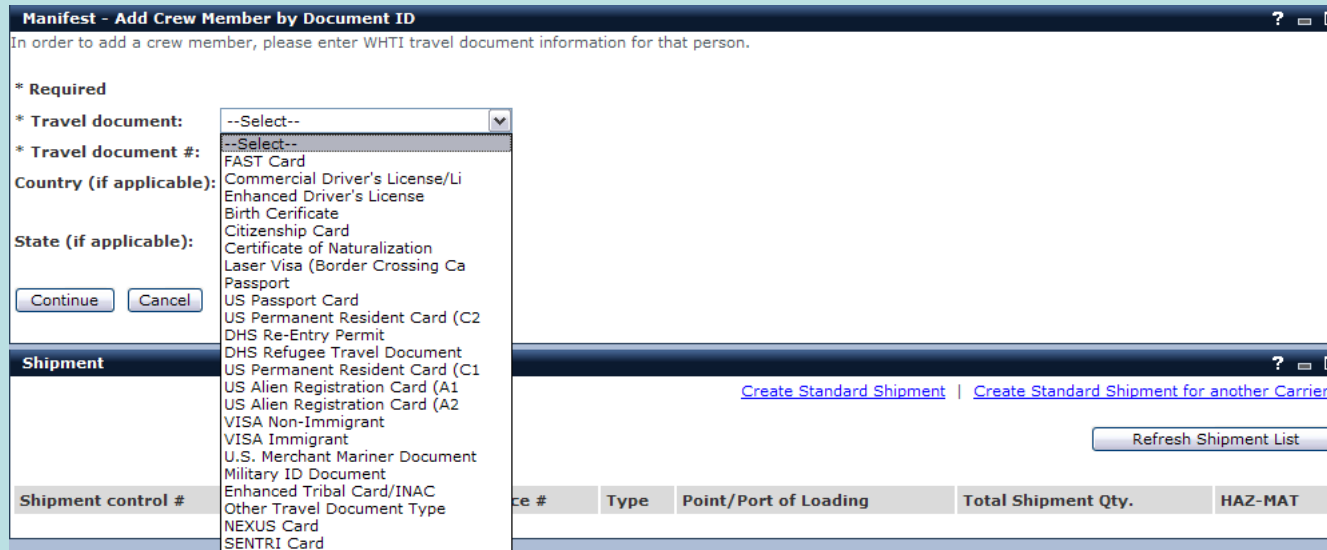 Manifest - Add Crew Member by Document ID ?
In order to add a crew member, please enter WHTI travel document information for that person.
* Required
* Travel document: --Select--
* Travel document #:
Country (if applicable):
State (if applicable):
--Select--
FAST Card
Commercial Driver's License/Li
Enhanced Driver's License
Birth Cerificate
Citizenship Card
Certificate of Naturalization
Laser Visa (Border Crossing Ca
Passport
US Passport Card
US Permanent Resident Card (C2
DHS Re-Entry Permit
DHS Refugee Travel Document
US Permanent Resident Card (C1
US Alien Registration Card (A1
US Alien Registration Card (A2
VISA Non-Immigrant
VISA Immigrant
U.S. Merchant Mariner Document
Military ID Document
Enhanced Tribal Card/INAC
Other Travel Document Type
NEXUS Card
SENTRI Card
Continue Cancel
Shipment ?
Create Standard Shipment | Create Standard Shipment for another Carrier
Refresh Shipment List
Shipment control # ce # Type Point/Port of Loading Total Shipment Qty. HAZ-MAT